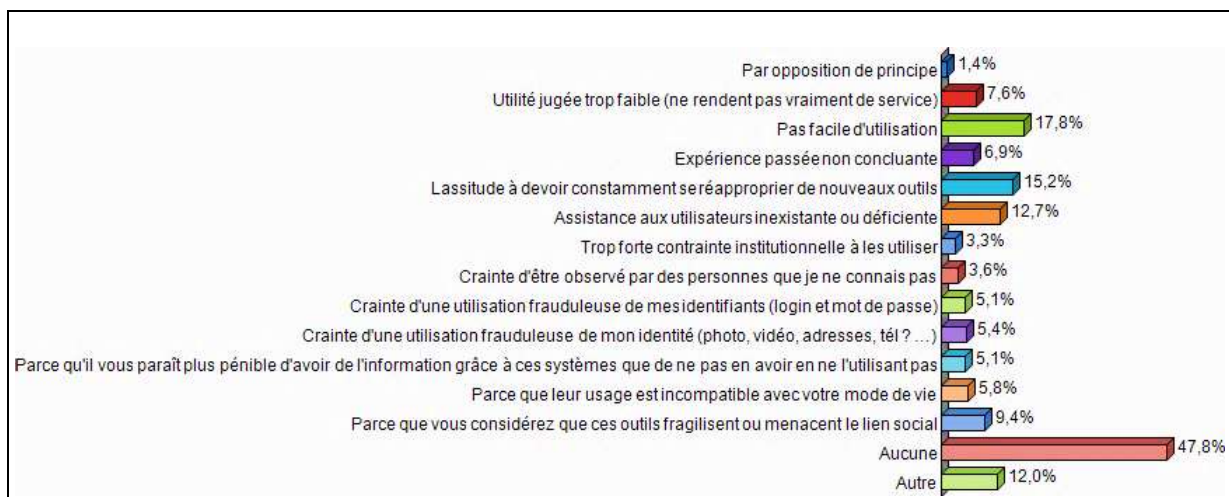 Par opposition de principe 1,4%
Utilité jugée trop faible (ne rendent pas vraiment de service) 7,6%
Pas facile d'utilisation 17,8%
Expérience passée non concluante 6,9%
Lassitude à devoir constamment se réapproprier de nouveaux outils 15,2%
Assistance aux utilisateurs inexistante ou déficiente 12,7%
Trop forte contrainte institutionnelle à les utiliser 3,3%
Crainte d'être observé par des personnes que je ne connais pas 3,6%
Crainte d'une utilisation frauduleuse de mes identifiants (login et mot de passe) 5,1%
Crainte d'une utilisation frauduleuse de mon identité (photo, vidéo, adresses, tél ? …) 5,4%
Parce qu'il vous paraît plus pénible d'avoir de l'information grâce à ces systèmes que de ne pas en avoir en ne l'utilisant pas 5,1%
Parce que leur usage est incompatible avec votre mode de vie 5,8%
Parce que vous considérez que ces outils fragilisent ou menacent le lien social 9,4%
Aucune 47,8%
Autre 12,0%